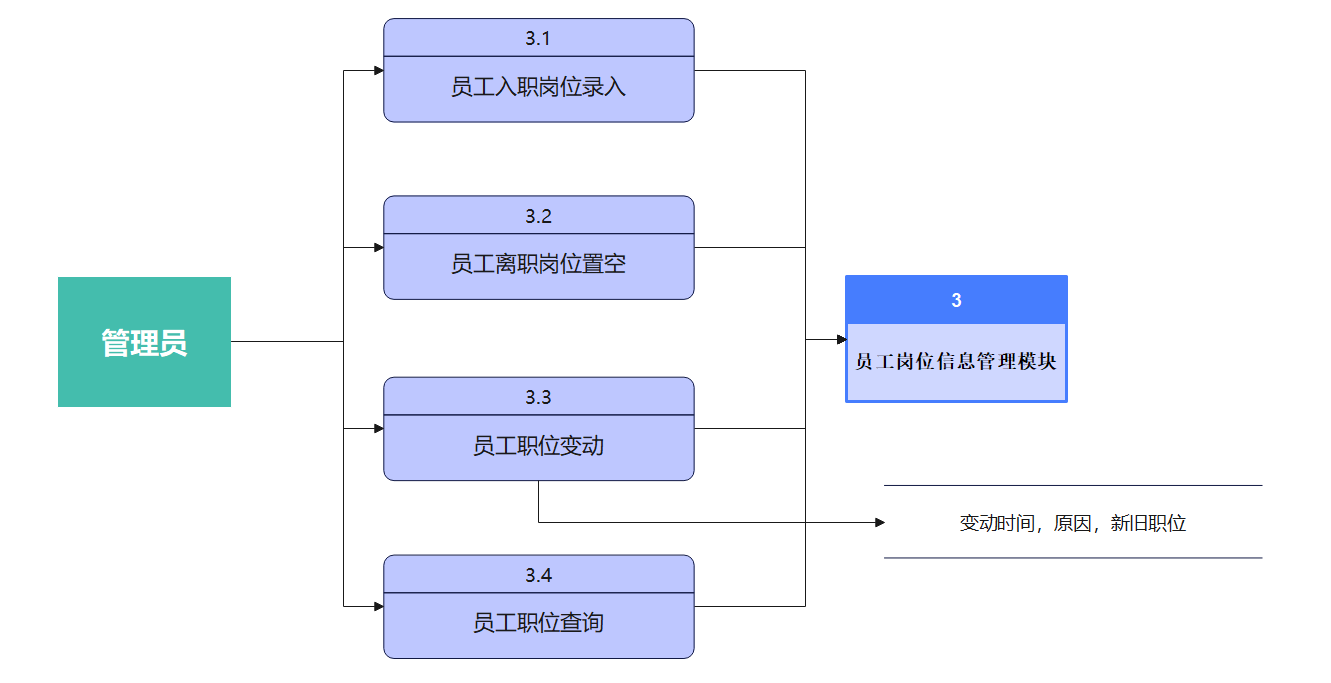 3.1
员工入职岗位录入
3.2
员工离职岗位置空
管理员
3
员工岗位信息管理模块
3.3
员工职位变动
变动时间，原因，新旧职位
3.4
员工职位查询